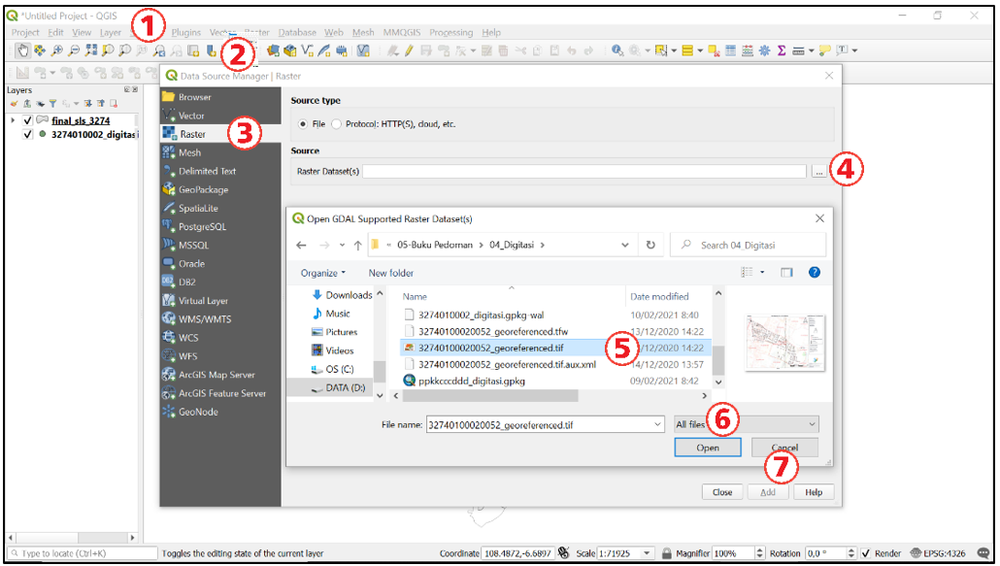 *Untitled Project - QGIS
1
Project Edit View Layer Plugins Raster Database Web Mesh MMQGIS Processing Help
2
Layers
final_sls_3274
3274010002_digitasi
Data Source Manager | Raster
Browser
Vector
Raster
3
Mesh
Delimited Text
GeoPackage
SpatiaLite
PostgreSQL
MSSQL
Oracle
DB2
Virtual Layer
WMS/WMTS
WCS
WFS
ArcGIS Map Server
ArcGIS Feature Server
GeoNode
Source type
File Protocol: HTTP(S), cloud, etc.
Source
Raster Dataset(s) ...
4
Open GDAL Supported Raster Dataset(s)
« 05-Buku Pedoman > 04_Digitasi > Search 04_Digitasi
Organize New folder
Downloads
Music
Pictures
Videos
OS (C:)
DATA (D:)
Name Date modified
3274010002_digitasi.gpkg-wal 10/02/2021 8:40
32740100020052_georeferenced.tfw 13/12/2020 14:22
32740100020052_georeferenced.tif 5 /12/2020 14:22
32740100020052_georeferenced.tif.aux.xml 14/12/2020 13:57
ppkkcccddd_digitasi.gpkg 09/02/2021 8:42
File name: 32740100020052_georeferenced.tif All files
6
Open Cancel
7
Close Add Help
Type to locate (Ctrl+K) Toggles the editing state of the current layer Coordinate 108.4872,-6.6897 Scale 1:71925 Magnifier 100% Rotation 0,0 ° Render EPSG:4326